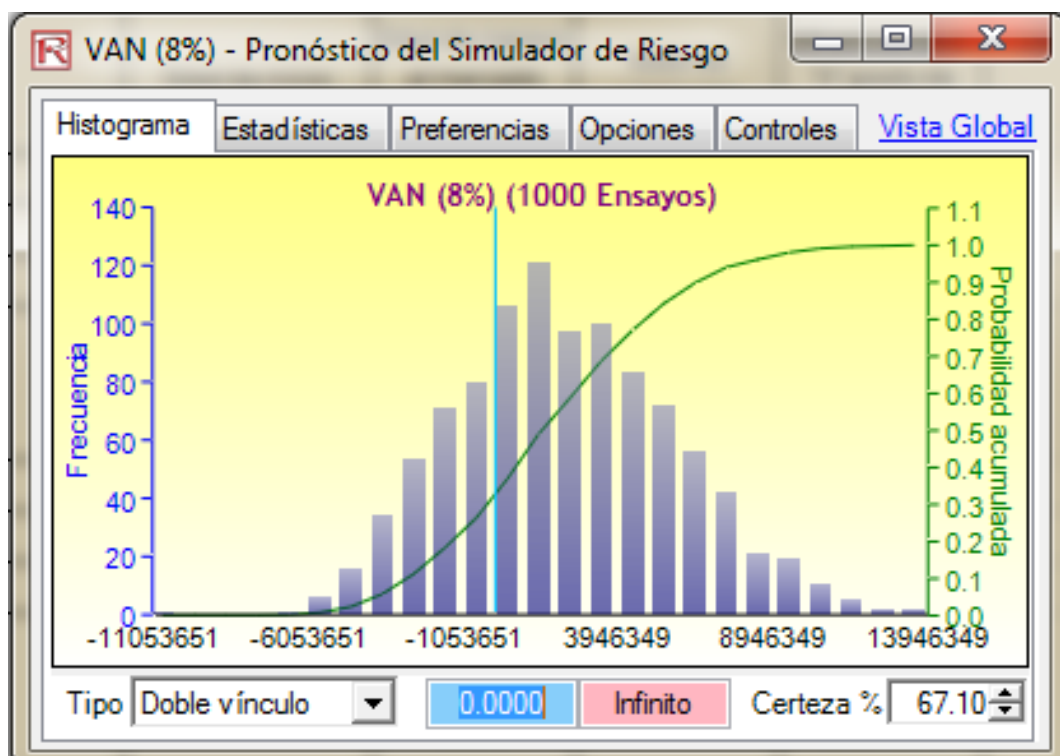 VAN (8%) - Pronóstico del Simulador de Riesgo
Histograma Estadísticas Preferencias Opciones Controles Vista Global
VAN (8%) (1000 Ensayos)
Frecuencia
140
120
100
80
60
40
20
0
1.1
1.0
0.9
0.8
0.7
0.6
0.5
0.4
0.3
0.2
0.1
0.0
Probabilidad acumulada
-11053651 -6053651 -1053651 3946349 8946349 13946349
Tipo Doble vínculo 0.0000 Infinito Certeza % 67.10